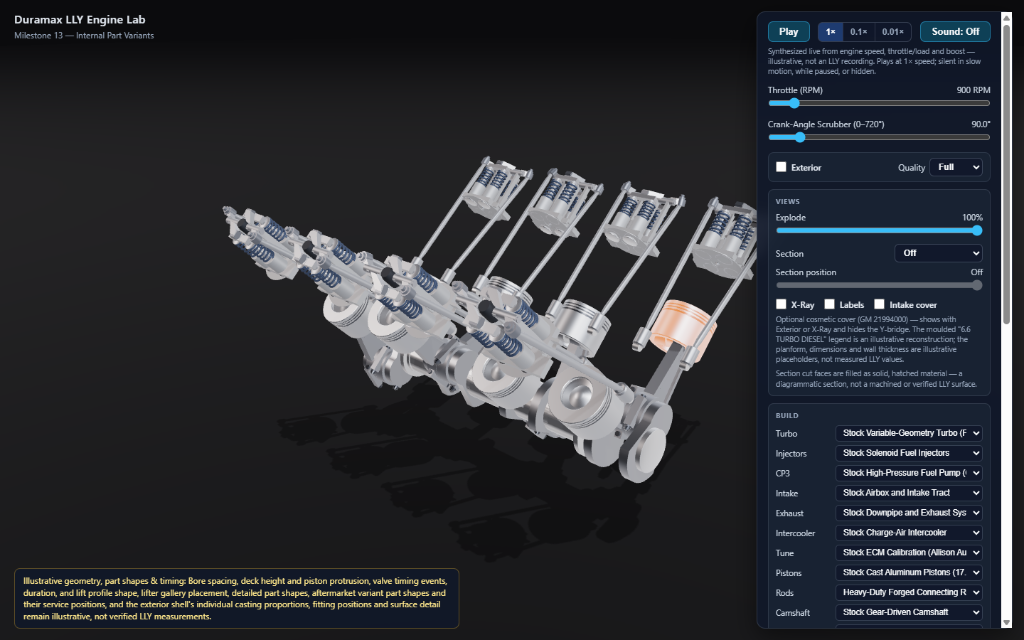 Duramax LLY Engine Lab
Milestone 13 — Internal Part Variants
Play
1×
0.1×
0.01×
Sound: Off
Synthesized live from engine speed, throttle/load and boost —
illustrative, not an LLY recording. Plays at 1× speed; silent in slow
motion, while paused, or hidden.
Throttle (RPM)
900 RPM
Crank-Angle Scrubber (0–720°)
90.0°
Exterior
Quality
Full
VIEWS
Explode
100%
Section
Off
Section position
Off
X-Ray
Labels
Intake cover
Optional cosmetic cover (GM 21994000) — shows with
Exterior or X-Ray and hides the Y-bridge. The moulded "6.6
TURBO DIESEL" legend is an illustrative reconstruction; the
planform, dimensions and wall thickness are illustrative
placeholders, not measured LLY values.
Section cut faces are filled as solid, hatched material — a
diagrammatic section, not a machined or verified LLY surface.
BUILD
Turbo
Stock Variable-Geometry Turbo (F
Injectors
Stock Solenoid Fuel Injectors
CP3
Stock High-Pressure Fuel Pump (
Intake
Stock Airbox and Intake Tract
Exhaust
Stock Downpipe and Exhaust Sys
Intercooler
Stock Charge-Air Intercooler
Tune
Stock ECM Calibration (Allison Au
Pistons
Stock Cast Aluminum Pistons (17.
Rods
Heavy-Duty Forged Connecting R
Camshaft
Stock Gear-Driven Camshaft
Illustrative geometry, part shapes & timing: Bore spacing, deck height and piston protrusion, valve timing events,
duration, and lift profile shape, lifter gallery placement, detailed part shapes, aftermarket variant part shapes and
their service positions, and the exterior shell's individual casting proportions, fitting positions and surface detail
remain illustrative, not verified LLY measurements.